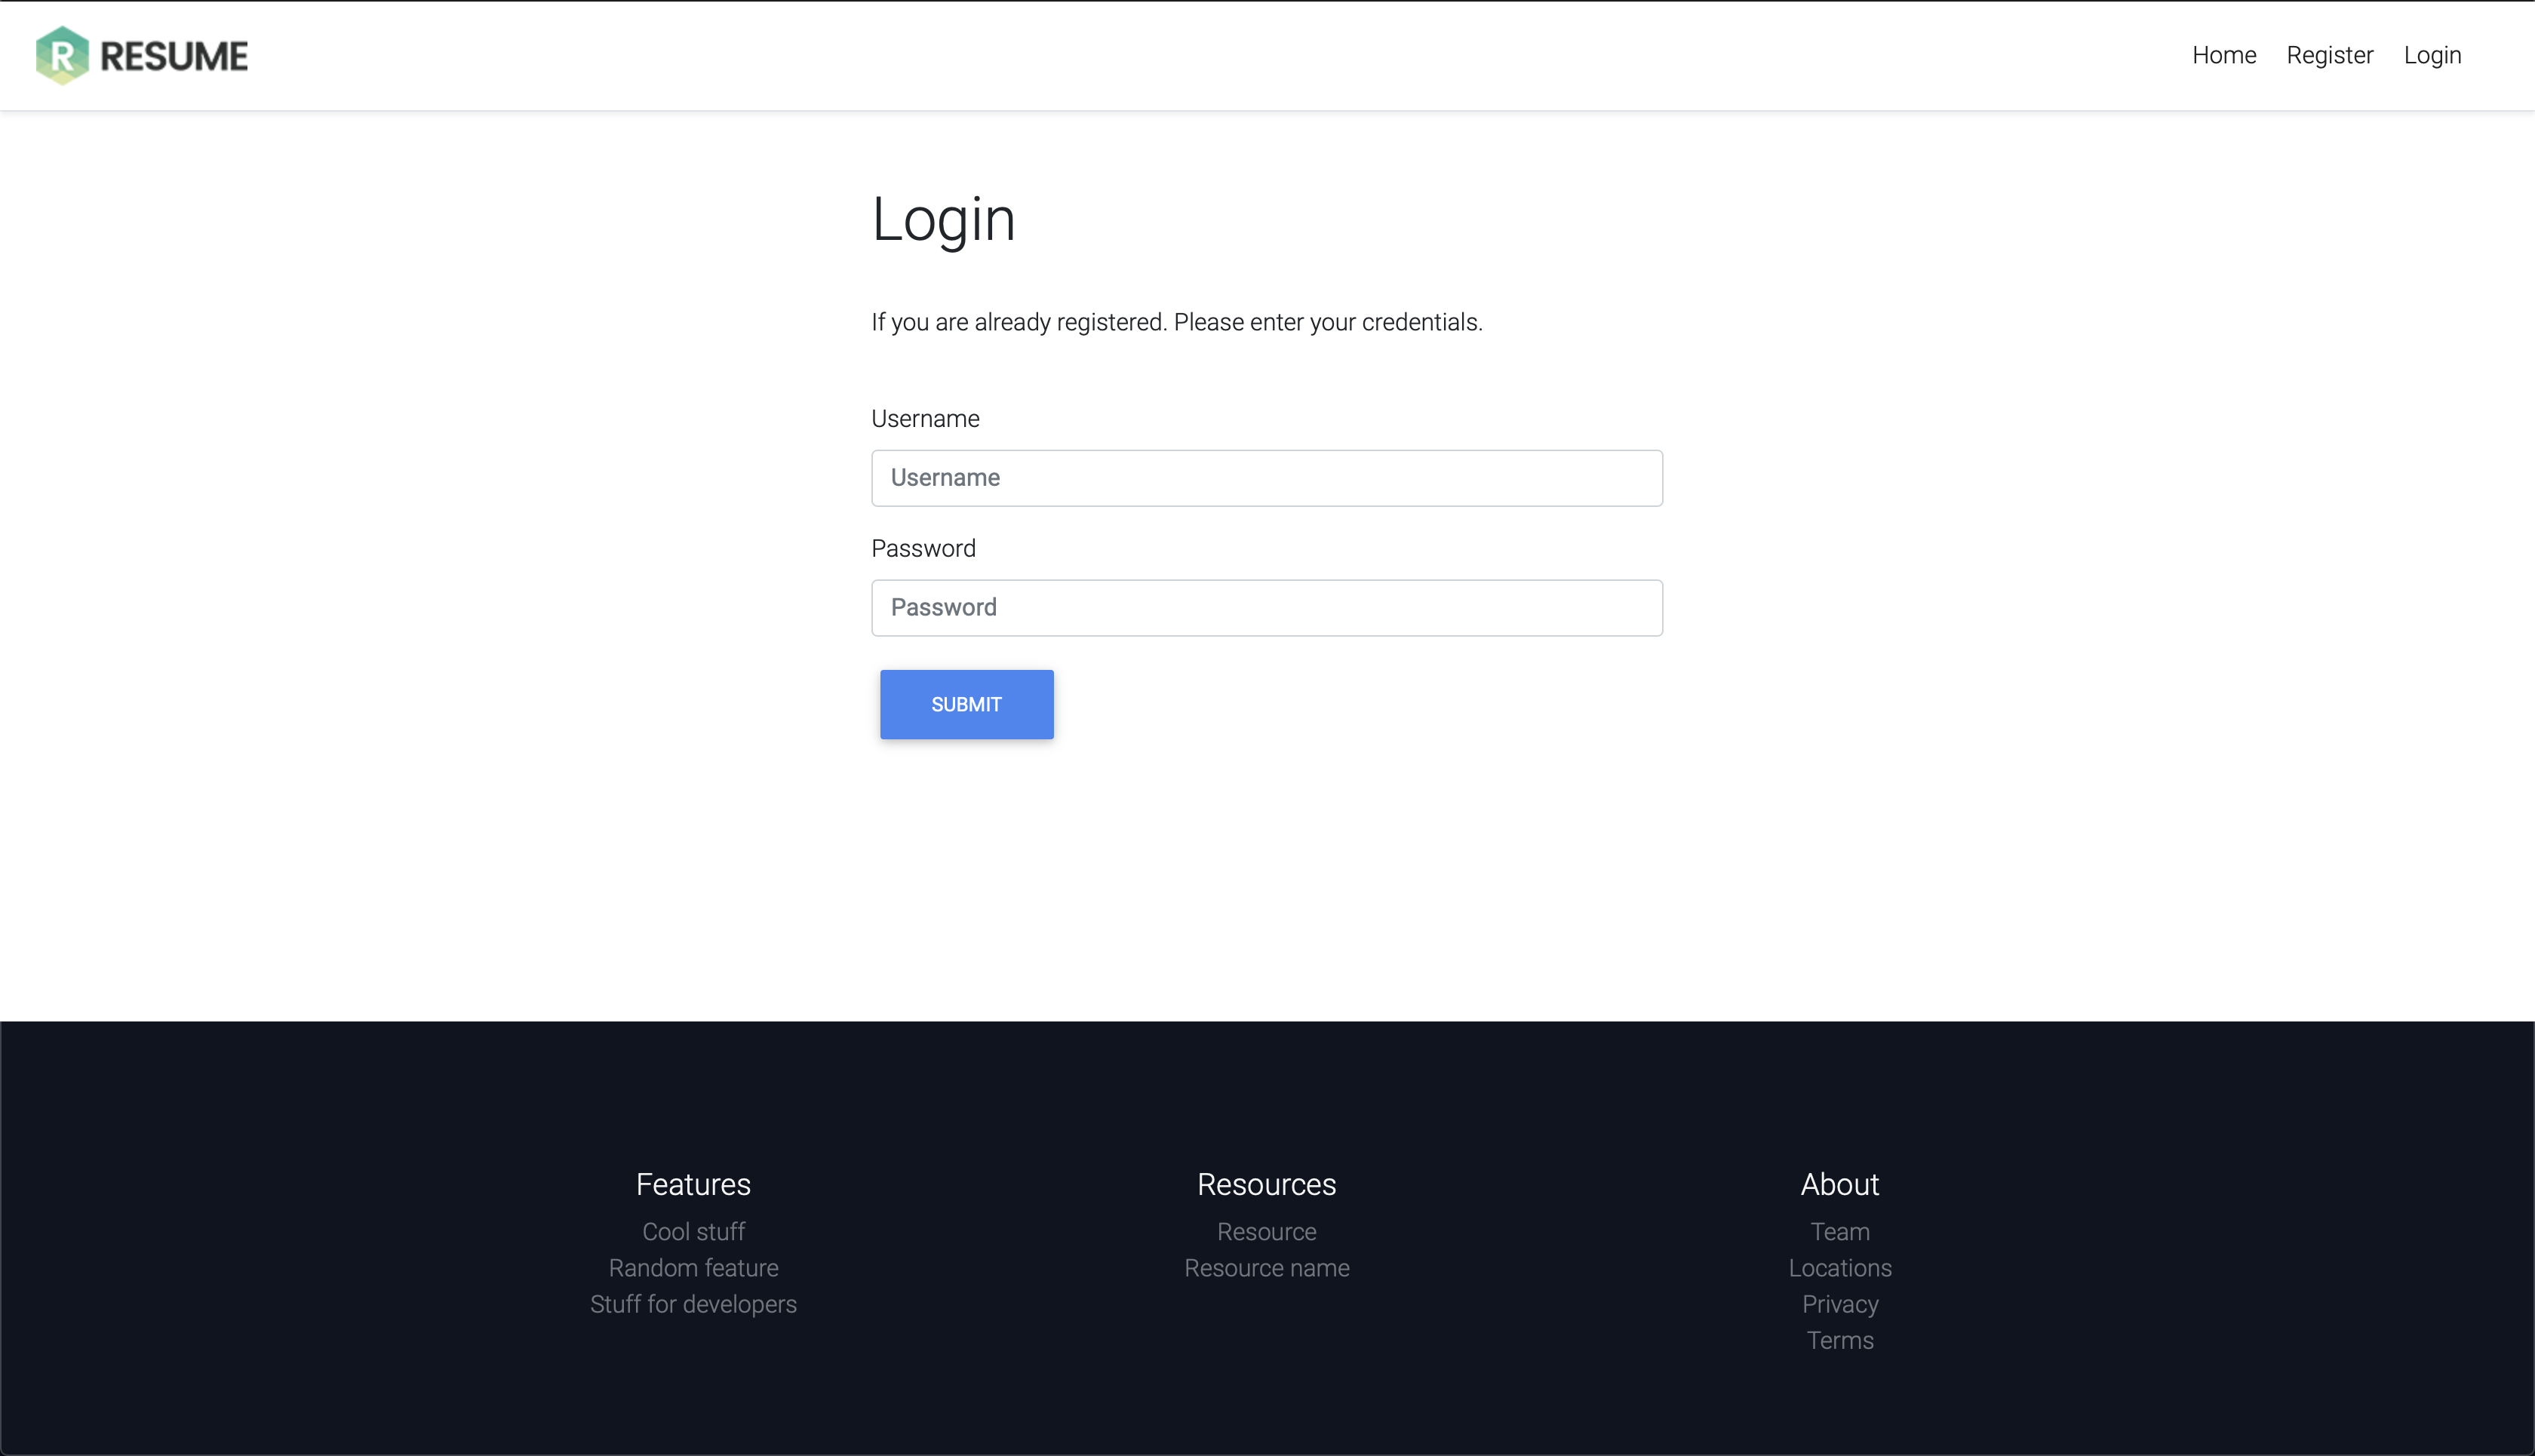 R RESUME
Home Register Login
Login
If you are already registered. Please enter your credentials.
Username
Username
Password
Password
SUBMIT
Features
Cool stuff
Random feature
Stuff for developers
Resources
Resource
Resource name
About
Team
Locations
Privacy
Terms